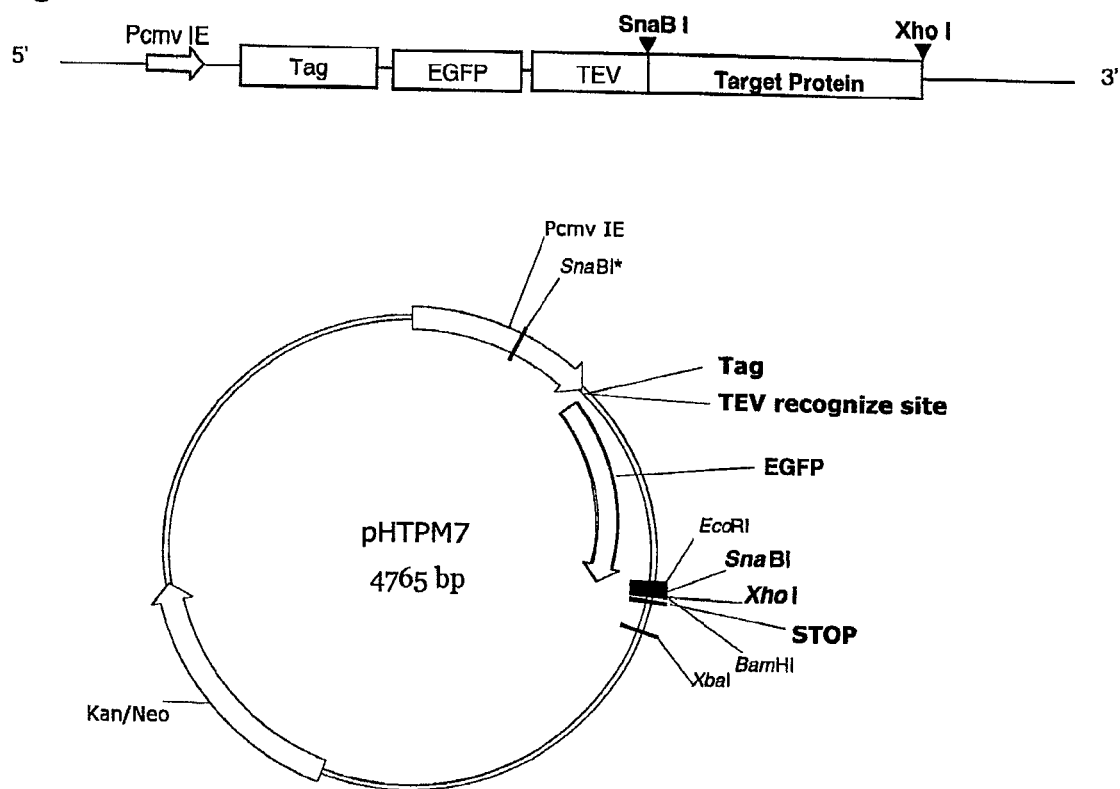 SnaB I
Xho I
Pcmv IE
5'
Tag
EGFP
TEV
Target Protein
3'
Pcmv IE
SnaBI*
Tag
TEV recognize site
EGFP
EcoRI
SnaBI
XhoI
STOP
BamHI
XbaI
pHTPM7
4765 bp
Kan/Neo